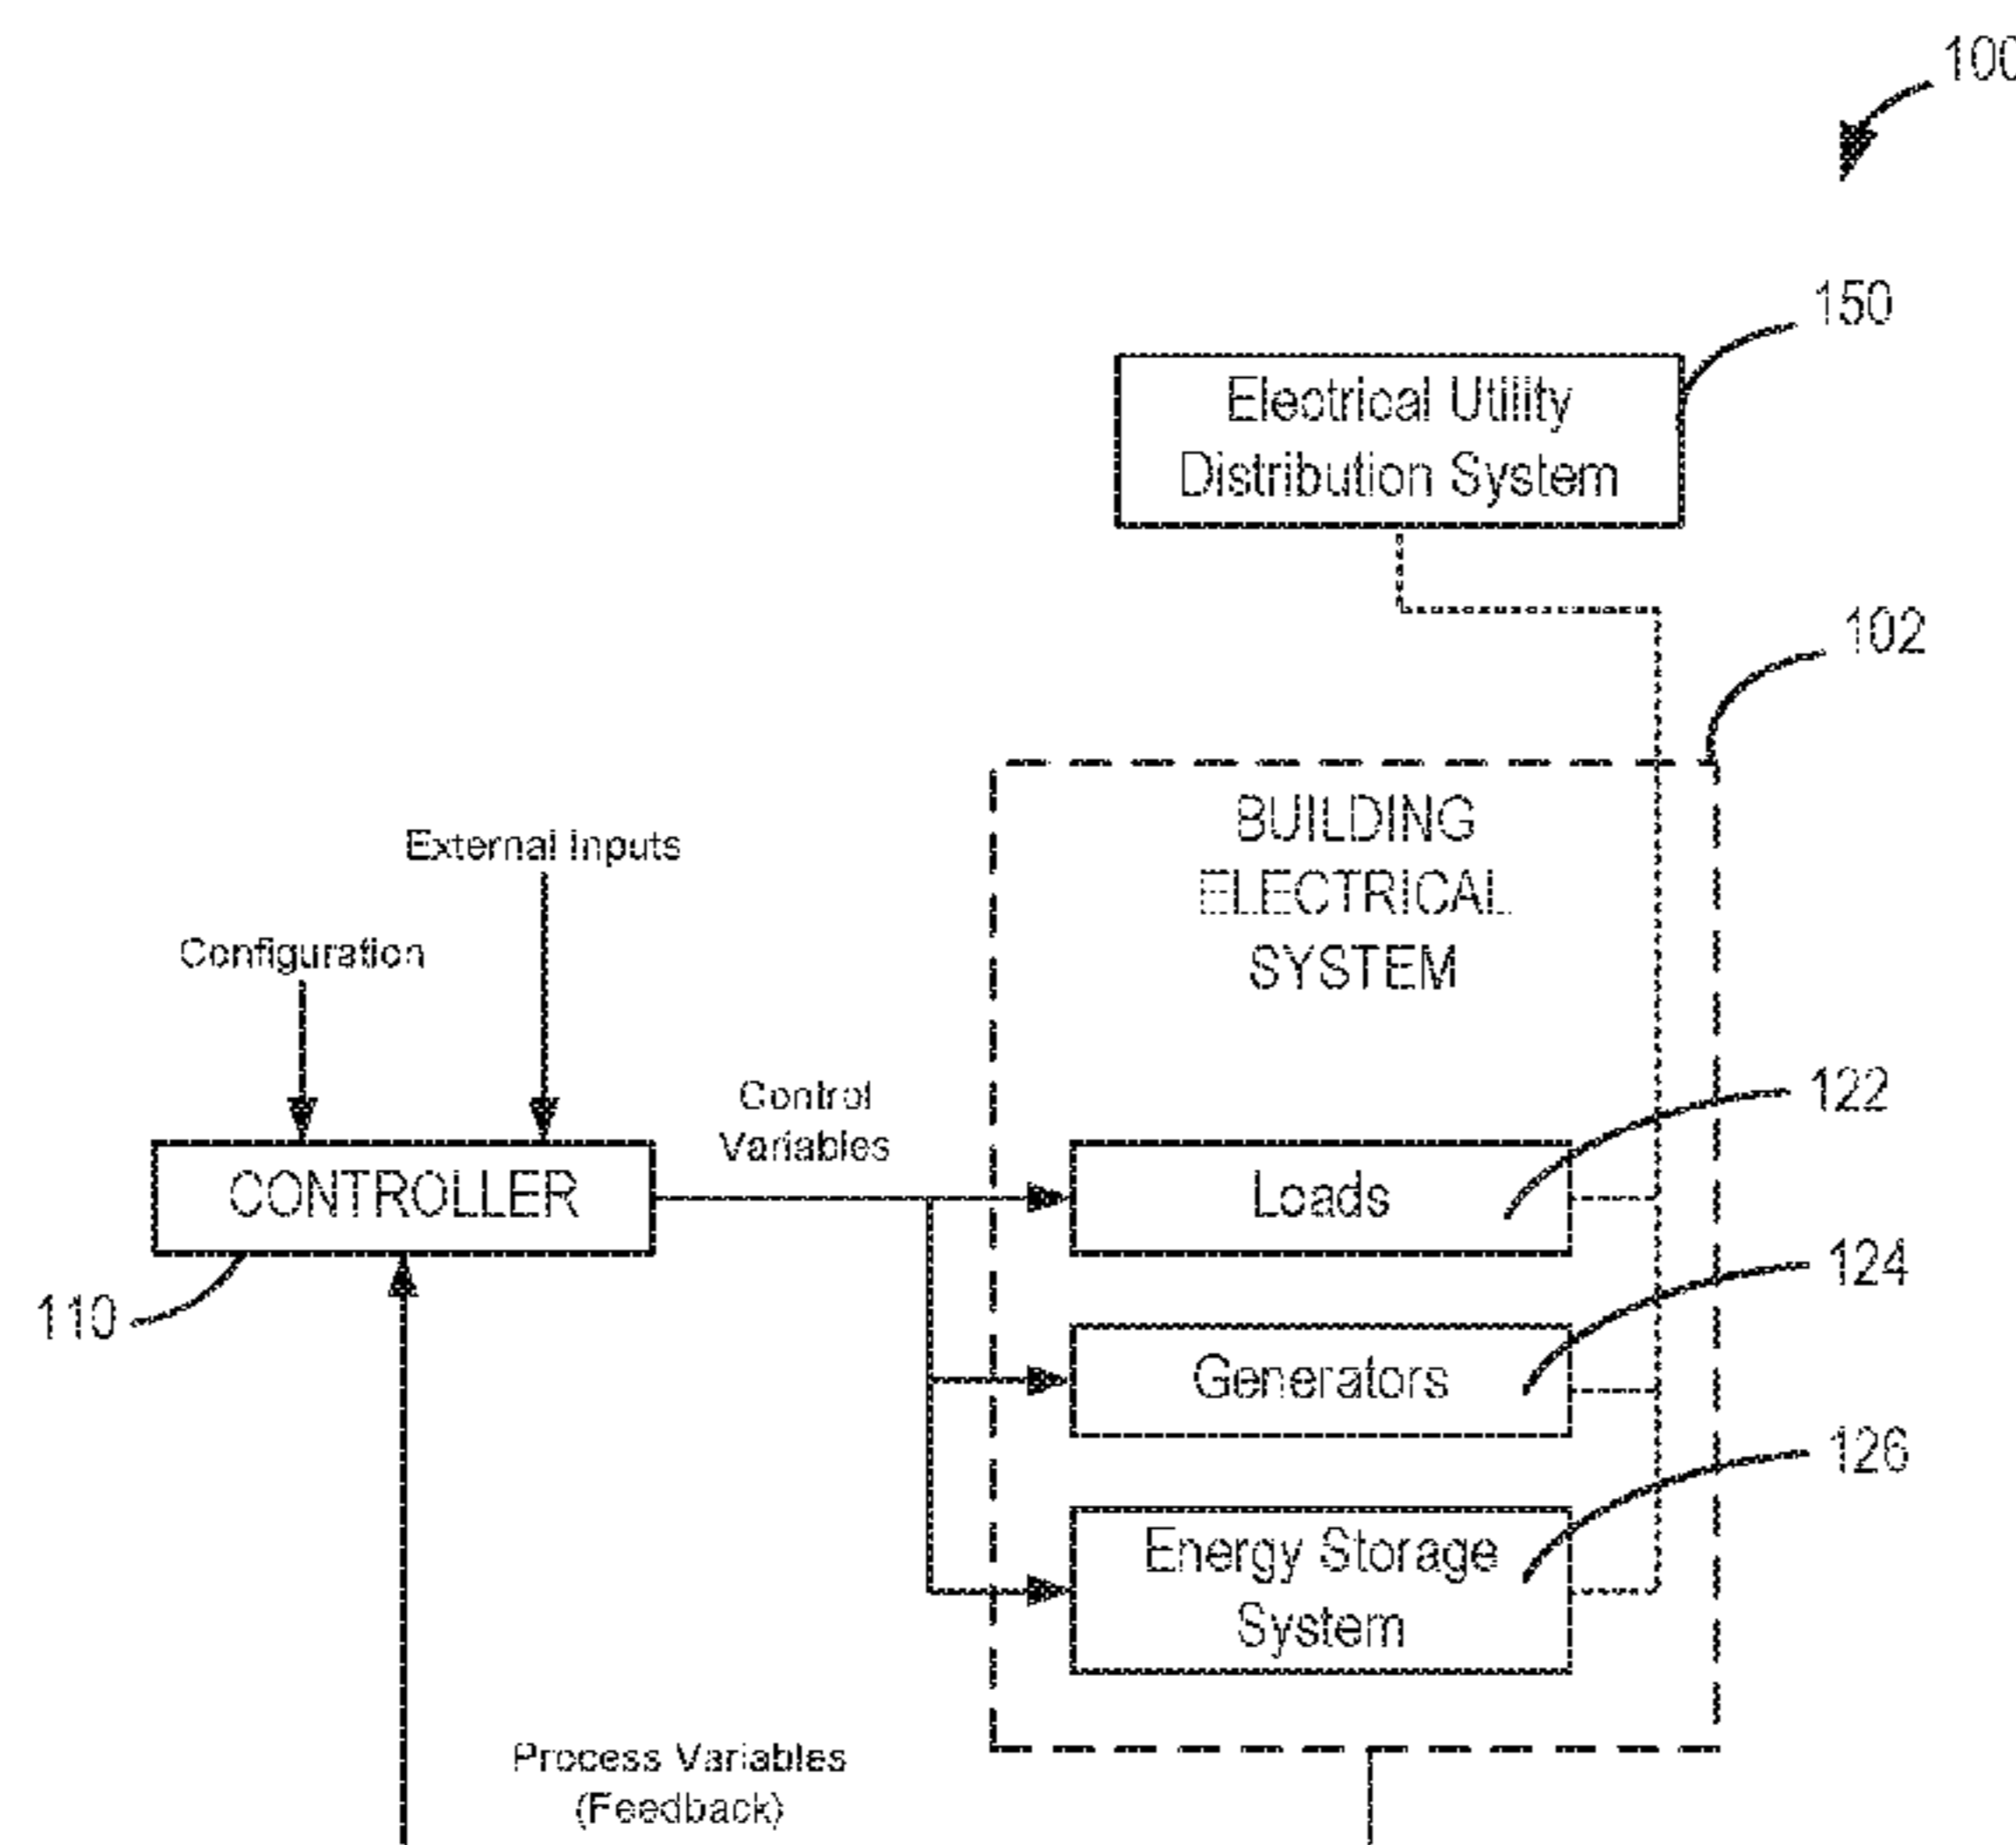 100
150
Electrical Utility
Distribution System
102
BUILDING
ELECTRICAL
SYSTEM
External Inputs
Configuration
Control
Variables
122
CONTROLLER
Loads
110
124
Generators
126
Energy Storage
System
Process Variables
(Feedback)